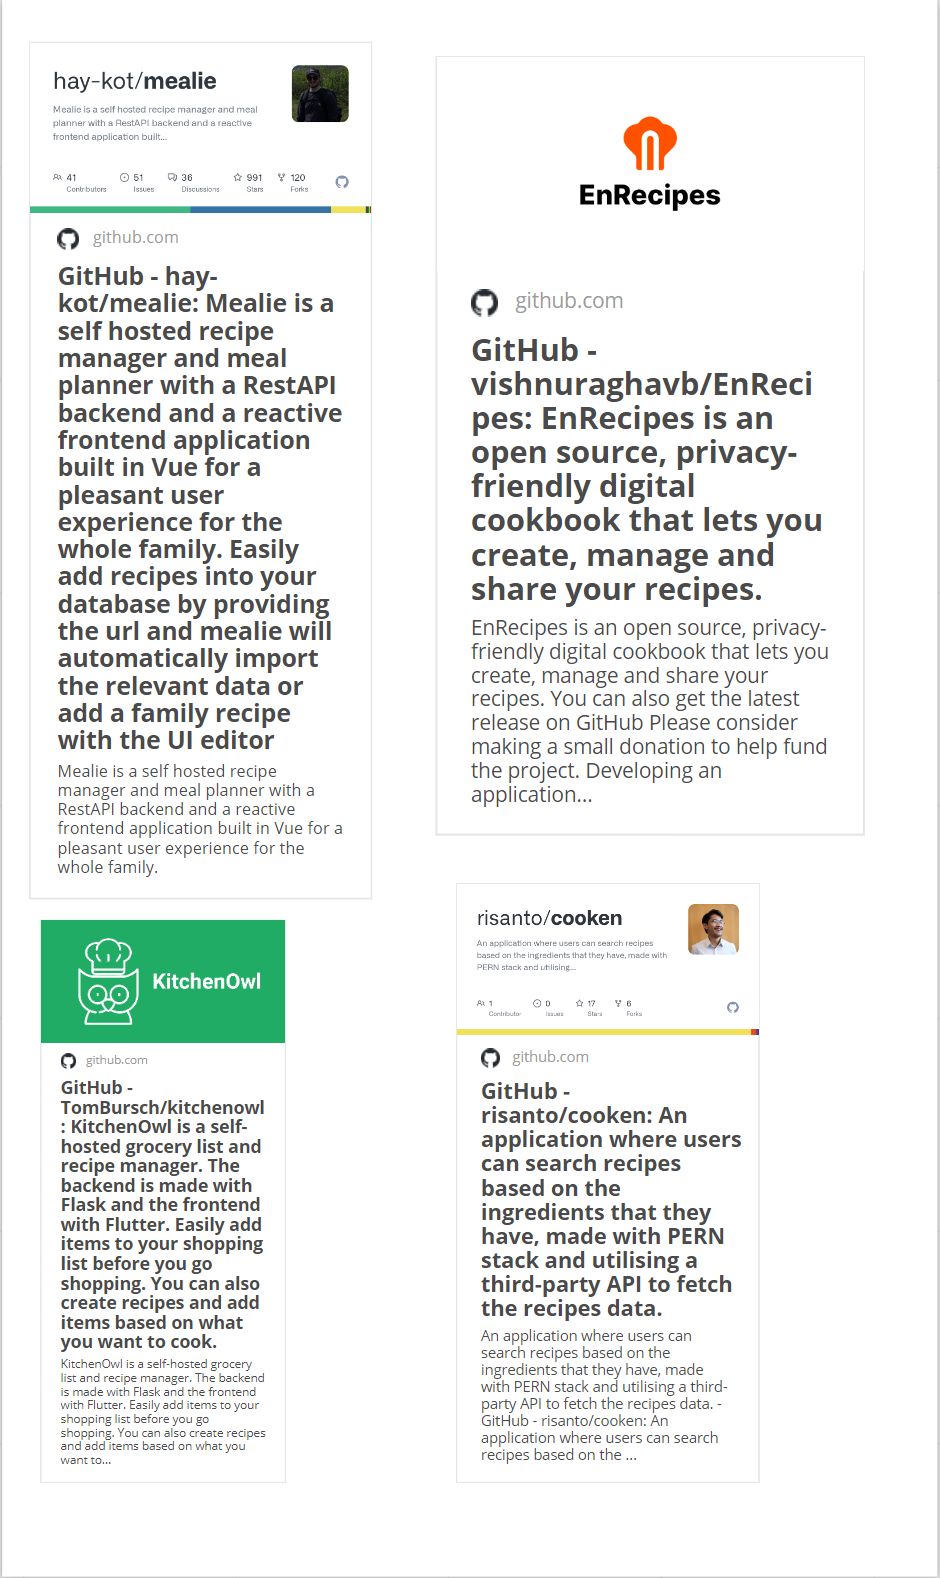 hay-kot/mealie
Mealie is a self hosted recipe manager and meal
planner with a RestAPI backend and a reactive
frontend application built...
41
Contributors
51
Issues
36
Discussions
991
Stars
120
Forks
github.com
GitHub - hay-
kot/mealie: Mealie is a
self hosted recipe
manager and meal
planner with a RestAPI
backend and a reactive
frontend application
built in Vue for a
pleasant user
experience for the
whole family. Easily
add recipes into your
database by providing
the url and mealie will
automatically import
the relevant data or
add a family recipe
with the UI editor
Mealie is a self hosted recipe
manager and meal planner with a
RestAPI backend and a reactive
frontend application built in Vue for a
pleasant user experience for the
whole family.
EnRecipes
github.com
GitHub -
vishnuraghavb/EnReci
pes: EnRecipes is an
open source, privacy-
friendly digital
cookbook that lets you
create, manage and
share your recipes.
EnRecipes is an open source, privacy-
friendly digital cookbook that lets you
create, manage and share your
recipes. You can also get the latest
release on GitHub Please consider
making a small donation to help fund
the project. Developing an
application...
KitchenOwl
github.com
GitHub -
TomBursch/kitchenowl
: KitchenOwl is a self-
hosted grocery list and
recipe manager. The
backend is made with
Flask and the frontend
with Flutter. Easily add
items to your shopping
list before you go
shopping. You can also
create recipes and add
items based on what
you want to cook.
KitchenOwl is a self-hosted grocery
list and recipe manager. The backend
is made with Flask and the frontend
with Flutter. Easily add items to your
shopping list before you go
shopping. You can also create recipes
and add items based on what you
want to...
risanto/cooken
An application where users can search recipes
based on the ingredients that they have, made with
PERN stack and utilising...
1
Contributor
0
Issues
17
Stars
6
Forks
github.com
GitHub -
risanto/cooken: An
application where users
can search recipes
based on the
ingredients that they
have, made with PERN
stack and utilising a
third-party API to fetch
the recipes data.
An application where users can
search recipes based on the
ingredients that they have, made
with PERN stack and utilising a third-
party API to fetch the recipes data. -
GitHub - risanto/cooken: An
application where users can search
recipes based on the ...